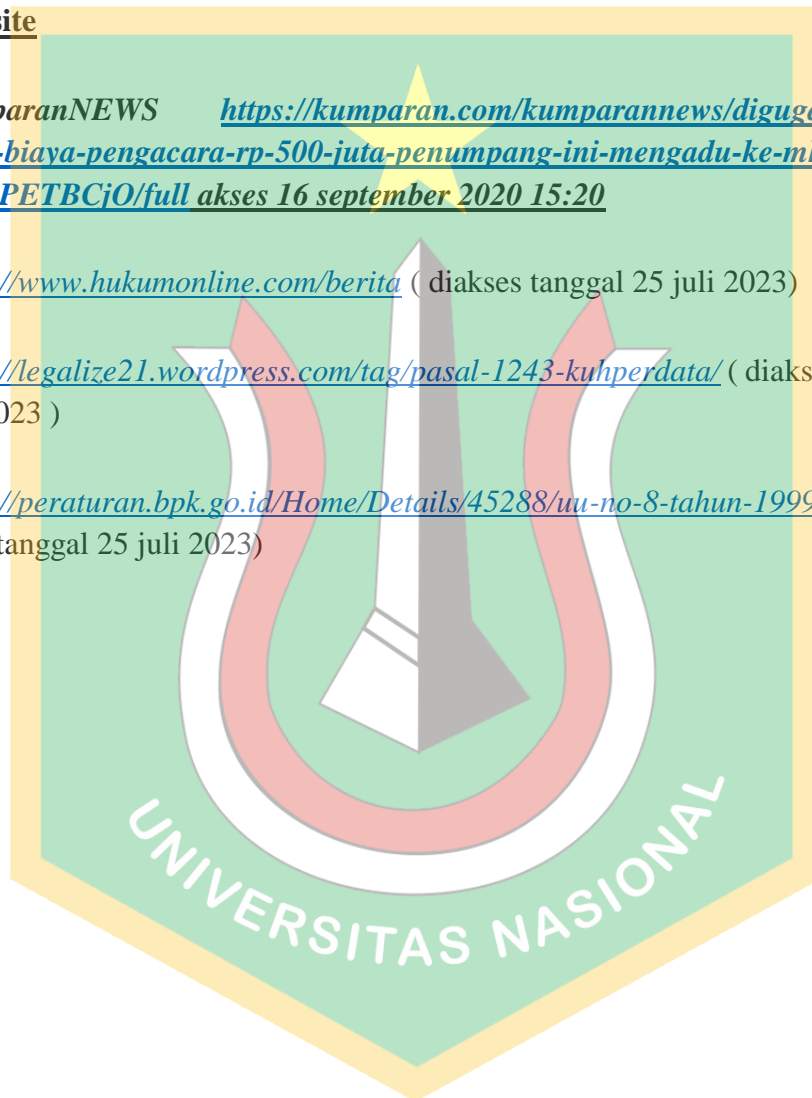 site
paranNEWS https://kumparan.com/kumparannews/digug
-biaya-pengacara-rp-500-juta-penumpang-ini-mengadu-ke-m
PETBCjO/full akses 16 september 2020 15:20
//www.hukumonline.com/berita ( diakses tanggal 25 juli 2023)
//legalize21.wordpress.com/tag/pasal-1243-kuhperdata/ ( diaks
023 )
//peraturan.bpk.go.id/Home/Details/45288/uu-no-8-tahun-1999
tanggal 25 juli 2023)
UNIVERSITAS NASIONAL